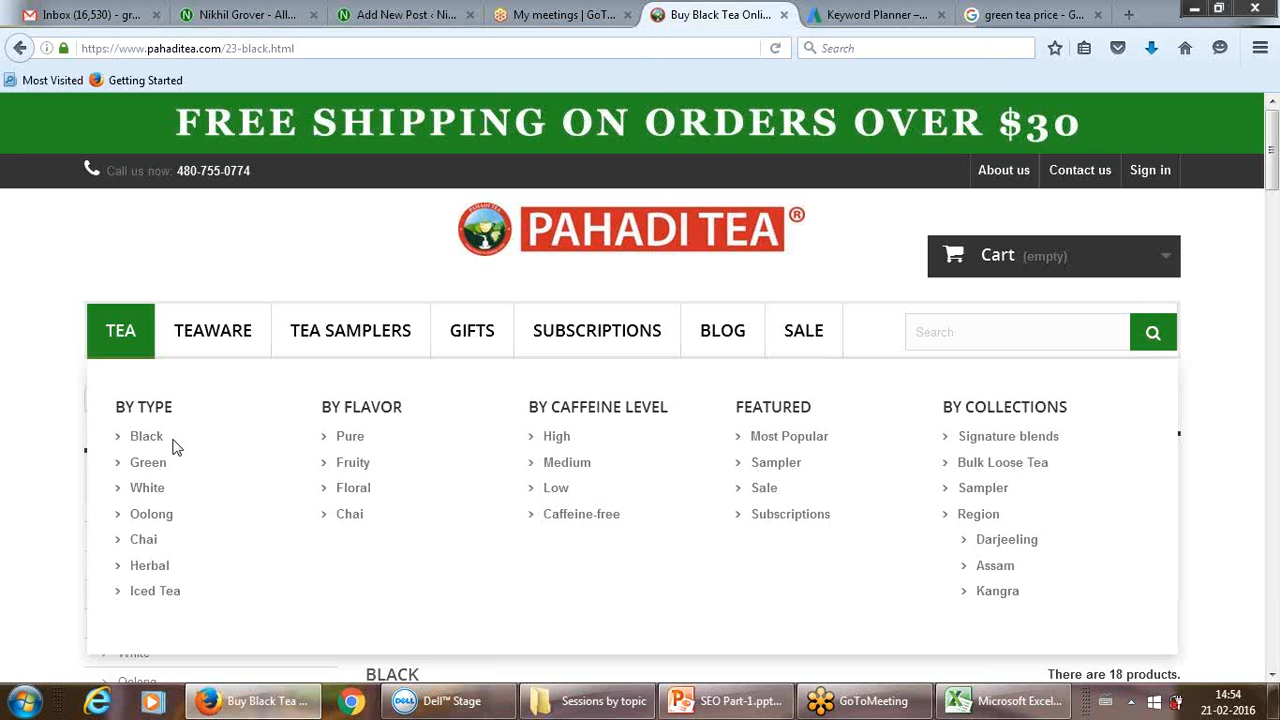 Inbox (16,530) - gr...
Nikhil Grover - All...
Add New Post ‹ Ni...
My meetings | GoT...
Buy Black Tea Onli...
Keyword Planner –...
green tea price - G...
https://www.pahaditea.com/23-black.html
Search
Most Visited
Getting Started
FREE SHIPPING ON ORDERS OVER $30
Call us now: 480-755-0774
About us
Contact us
Sign in
PAHADI TEA ®
Cart (empty)
TEA
TEAWARE
TEA SAMPLERS
GIFTS
SUBSCRIPTIONS
BLOG
SALE
Search
BY TYPE
Black
Green
White
Oolong
Chai
Herbal
Iced Tea
BY FLAVOR
Pure
Fruity
Floral
Chai
BY CAFFEINE LEVEL
High
Medium
Low
Caffeine-free
FEATURED
Most Popular
Sampler
Sale
Subscriptions
BY COLLECTIONS
Signature blends
Bulk Loose Tea
Sampler
Region
Darjeeling
Assam
Kangra
White
Oolong
BLACK
There are 18 products.
Buy Black Tea ...
Dell™ Stage
Sessions by topic
SEO Part-1.ppt...
GoToMeeting
Microsoft Exce...
14:54
21-02-2016